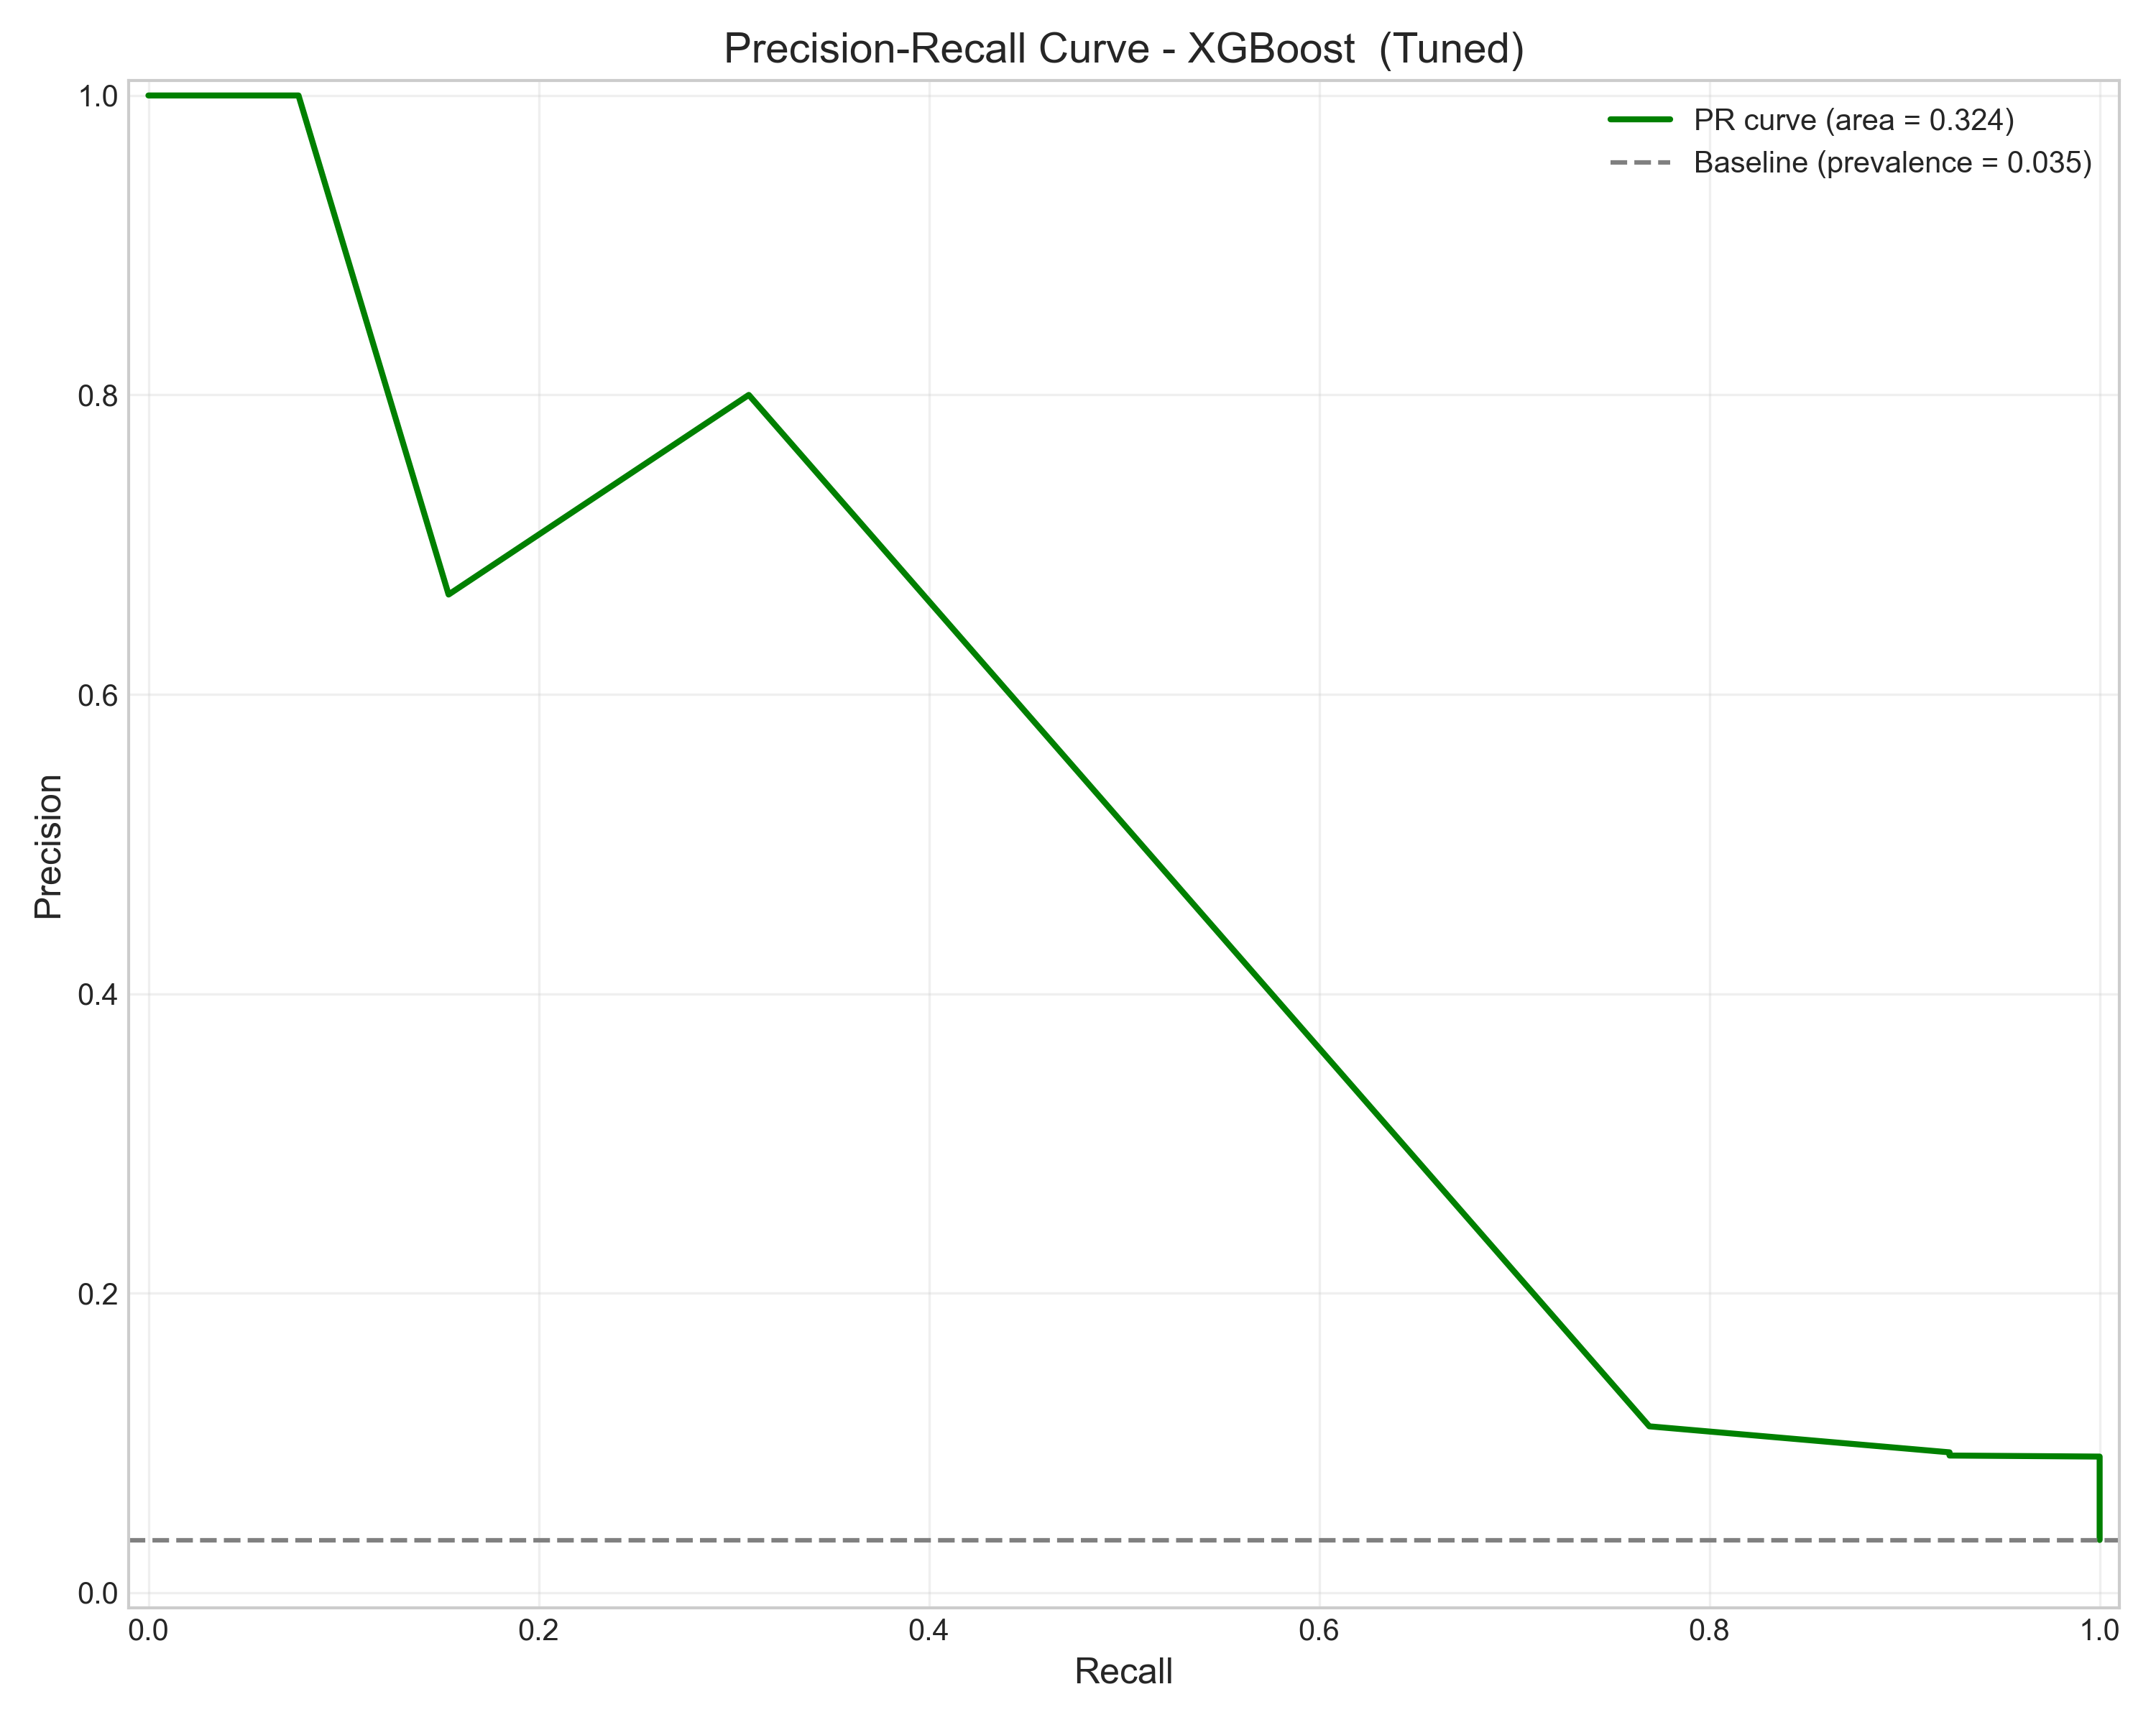 Precision-Recall Curve - XGBoost  (Tuned)
PR curve (area = 0.324)
Baseline (prevalence = 0.035)
Precision
1.0
0.8
0.6
0.4
0.2
0.0
0.0 0.2 0.4 0.6 0.8 1.0
Recall